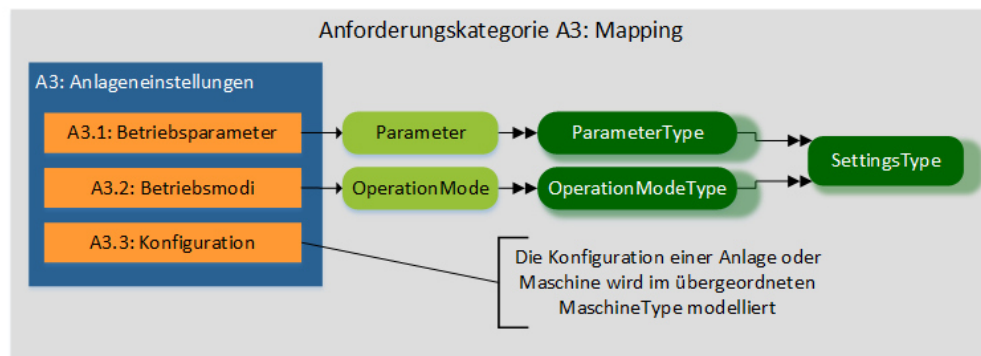 Anforderungskategorie A3: Mapping
A3: Anlageneinstellungen
A3.1: Betriebsparameter
Parameter
ParameterType
SettingsType
A3.2: Betriebsmodi
OperationMode
OperationModeType
A3.3: Konfiguration
Die Konfiguration einer Anlage oder
Maschine wird im übergeordneten
MaschineType modelliert